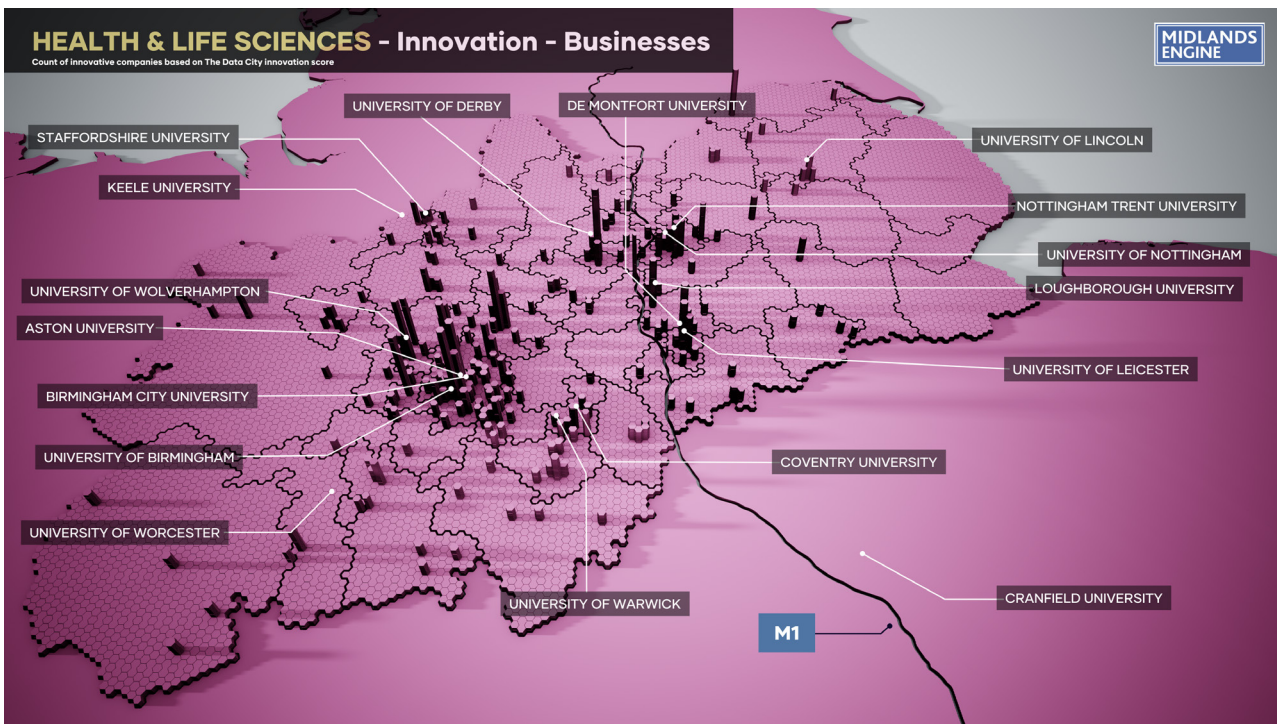 HEALTH & LIFE SCIENCES - Innovation - Businesses
Count of innovative companies based on The Data City innovation score
MIDLANDS
ENGINE
UNIVERSITY OF DERBY
DE MONTFORT UNIVERSITY
STAFFORDSHIRE UNIVERSITY
UNIVERSITY OF LINCOLN
KEELE UNIVERSITY
NOTTINGHAM TRENT UNIVERSITY
UNIVERSITY OF NOTTINGHAM
UNIVERSITY OF WOLVERHAMPTON
LOUGHBOROUGH UNIVERSITY
ASTON UNIVERSITY
UNIVERSITY OF LEICESTER
BIRMINGHAM CITY UNIVERSITY
UNIVERSITY OF BIRMINGHAM
COVENTRY UNIVERSITY
UNIVERSITY OF WORCESTER
UNIVERSITY OF WARWICK
CRANFIELD UNIVERSITY
M1